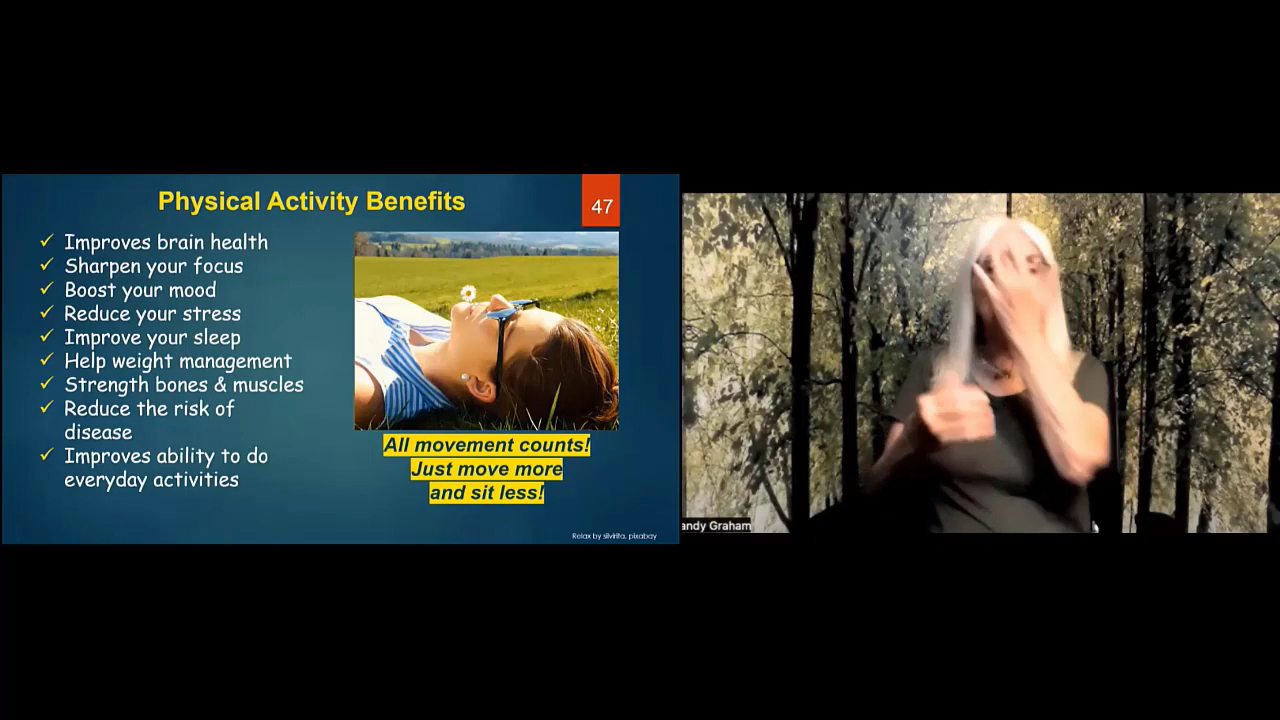 Physical Activity Benefits
47
Improves brain health
Sharpen your focus
Boost your mood
Reduce your stress
Improve your sleep
Help weight management
Strength bones & muscles
Reduce the risk of
disease
Improves ability to do
everyday activities
All movement counts!
Just move more
and sit less!
Relax by silvirita, pixabay
andy Graham